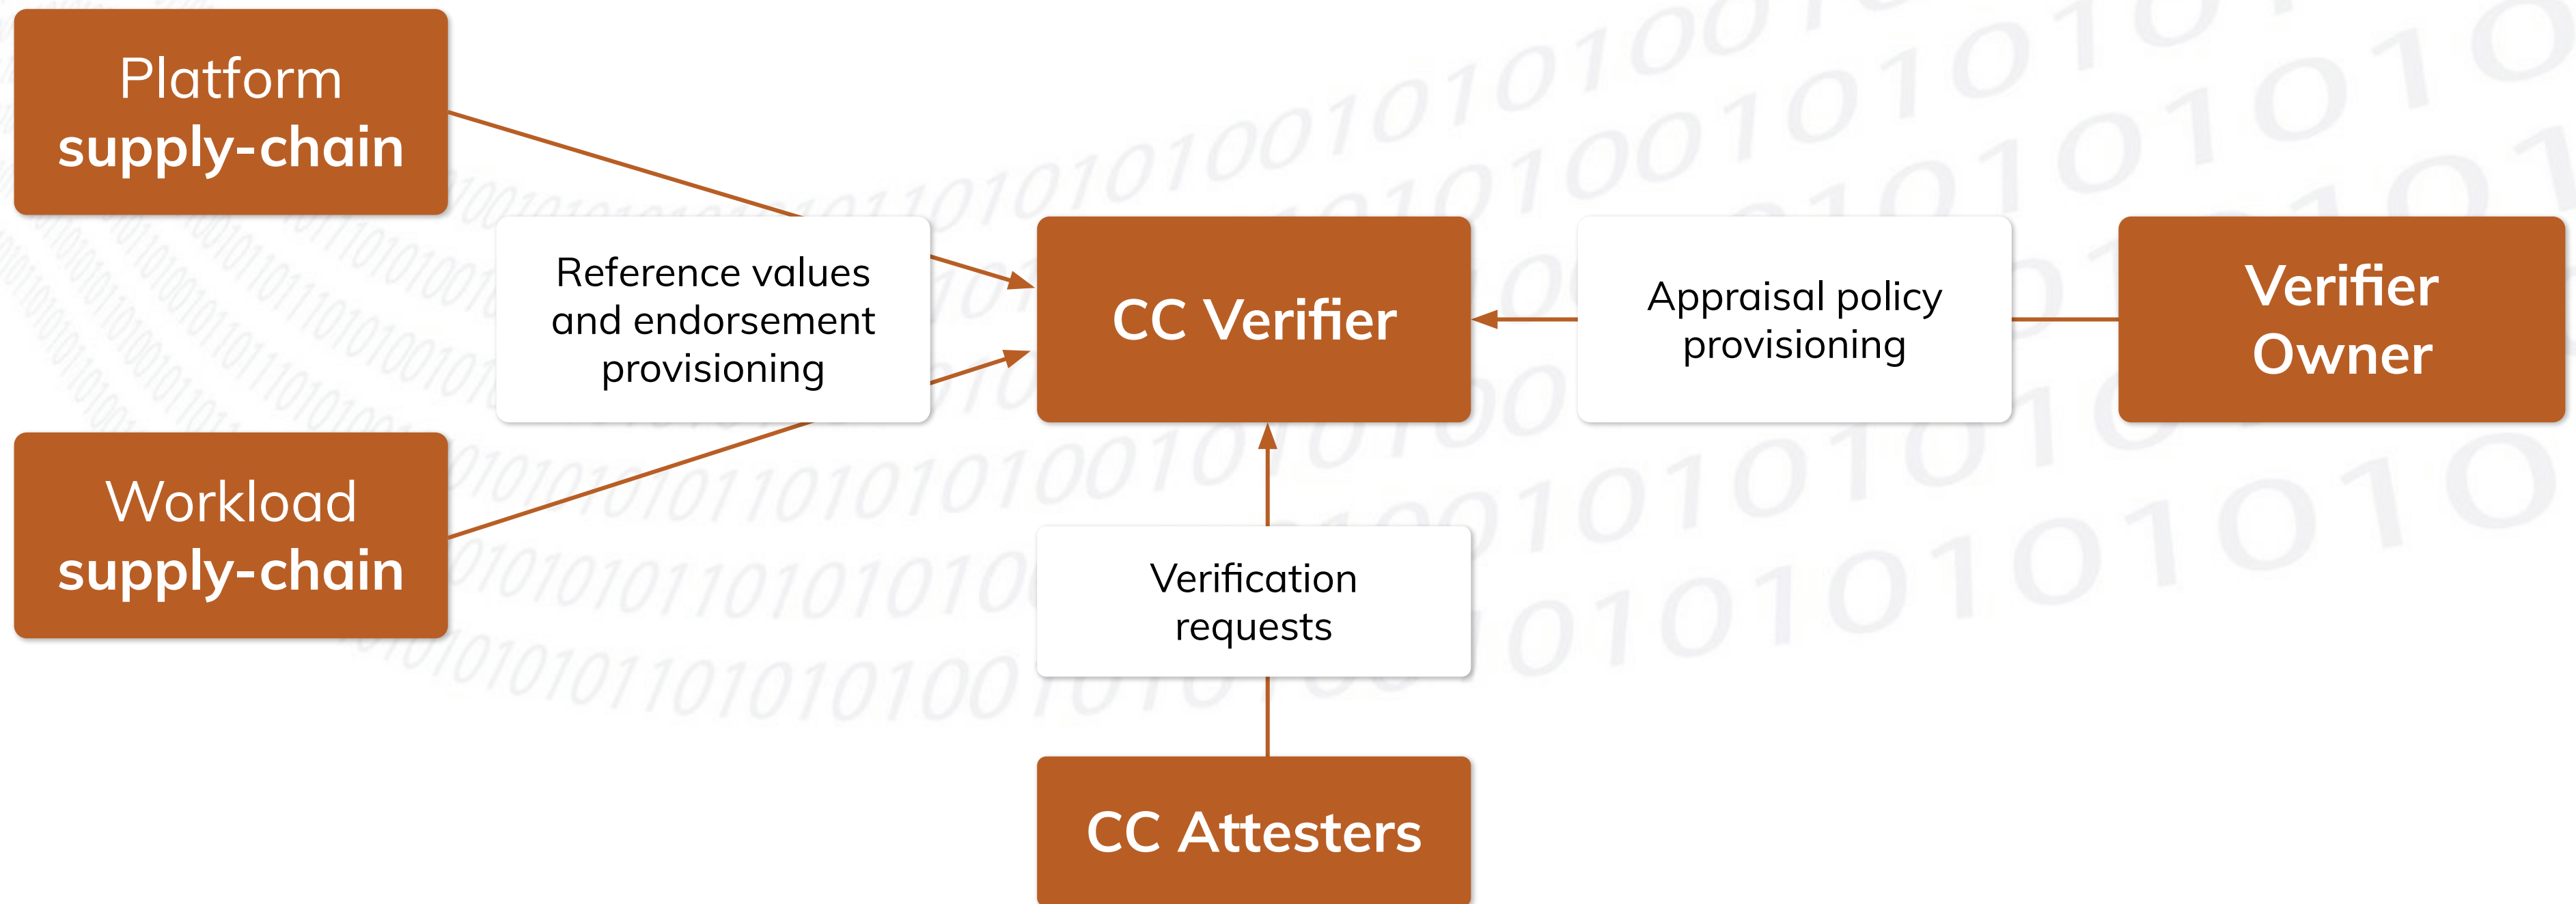 Platform
supply-chain
Reference values
and endorsement
provisioning
CC Verifier
Appraisal policy
provisioning
Verifier
Owner
Workload
supply-chain
Verification
requests
CC Attesters